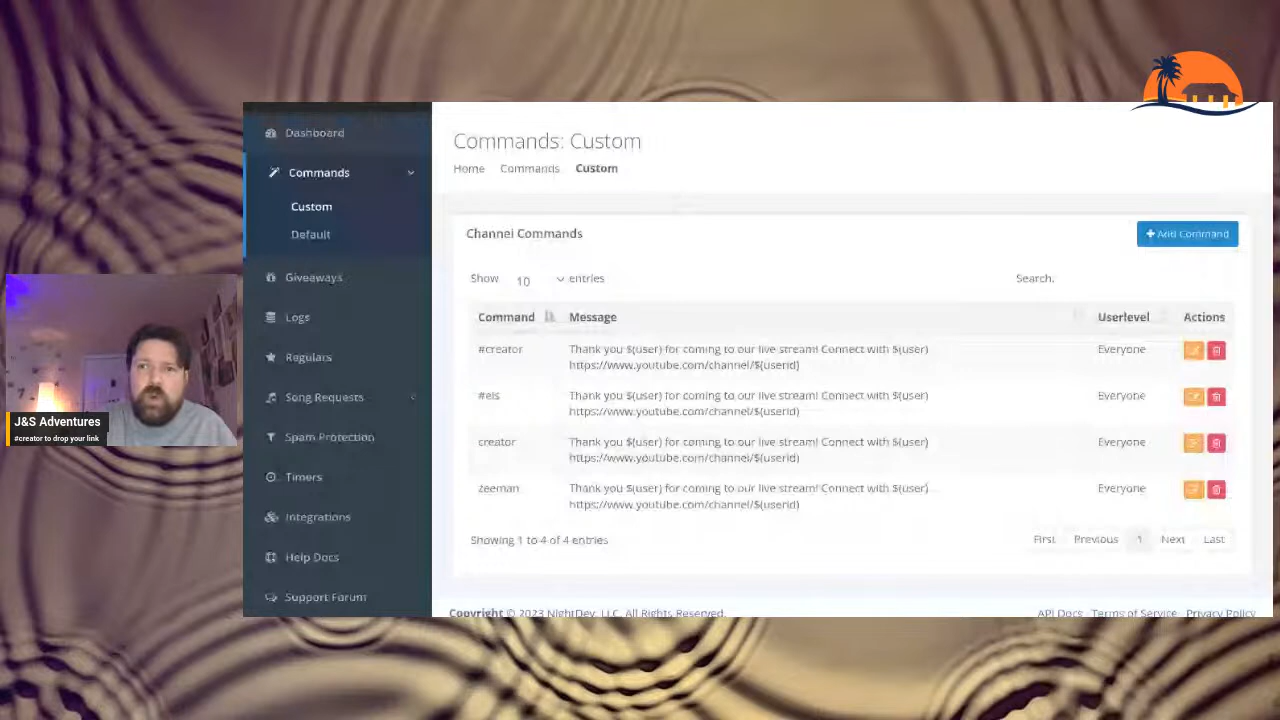 Dashboard
Commands
Custom
Default
Giveaways
Logs
Regulars
Song Requests
Spam Protection
Timers
Integrations
Help Docs
Support Forum
Commands: Custom
Home Commands Custom
Channel Commands
Add Command
Show 10 entries
Search:
Command Message Userlevel Actions
#creator Thank you $(user) for coming to our live stream! Connect with $(user) Everyone
https://www.youtube.com/channel/$(userid)
#els Thank you $(user) for coming to our live stream! Connect with $(user) Everyone
https://www.youtube.com/channel/$(userid)
creator Thank you $(user) for coming to our live stream! Connect with $(user) Everyone
https://www.youtube.com/channel/$(userid)
zeeman Thank you $(user) for coming to our live stream! Connect with $(user) Everyone
https://www.youtube.com/channel/$(userid)
Showing 1 to 4 of 4 entries
First Previous 1 Next Last
Copyright © 2023 NightDev, LLC. All Rights Reserved.
API Docs Terms of Service Privacy Policy
J&S Adventures
#creator to drop your link